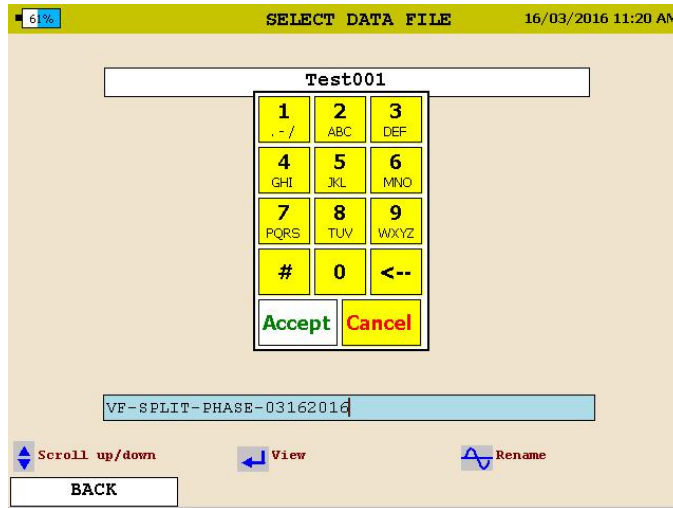 61% SELECT DATA FILE 16/03/2016 11:20 AM
Test001
1 2 3
. - / ABC DEF
4 5 6
GHI JKL MNO
7 8 9
PQRS TUV WXYZ
# 0 <--
Accept Cancel
VF-SPLIT-PHASE-03162016
Scroll up/down View Rename
BACK